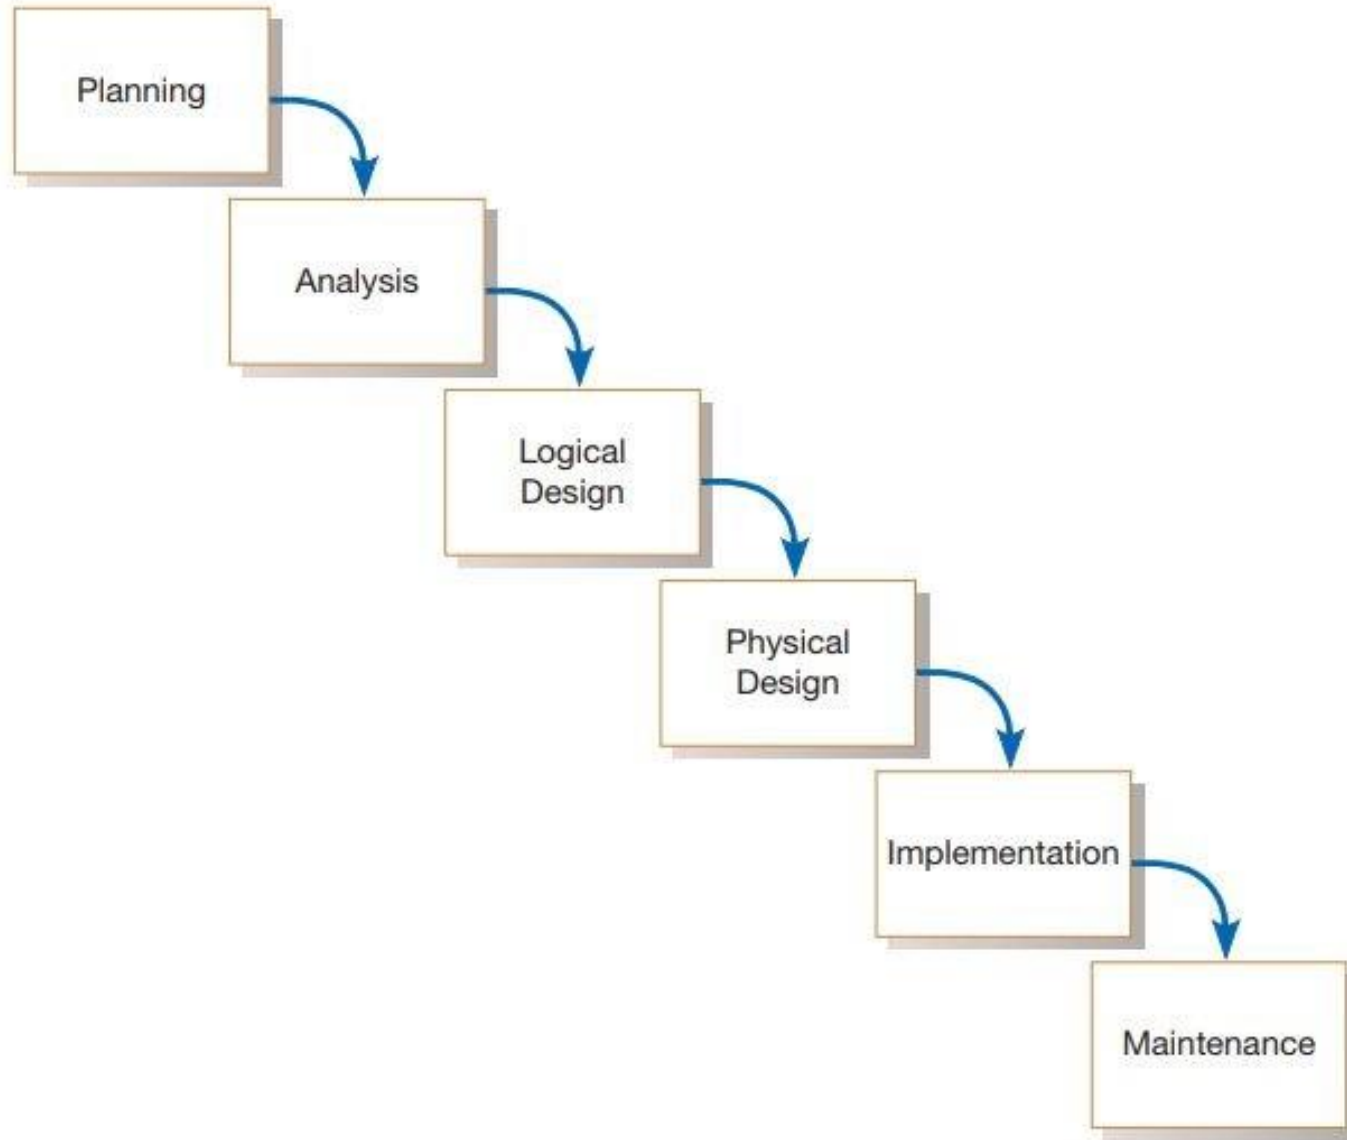 Planning
Analysis
Logical
Design
Physical
Design
Implementation
Maintenance